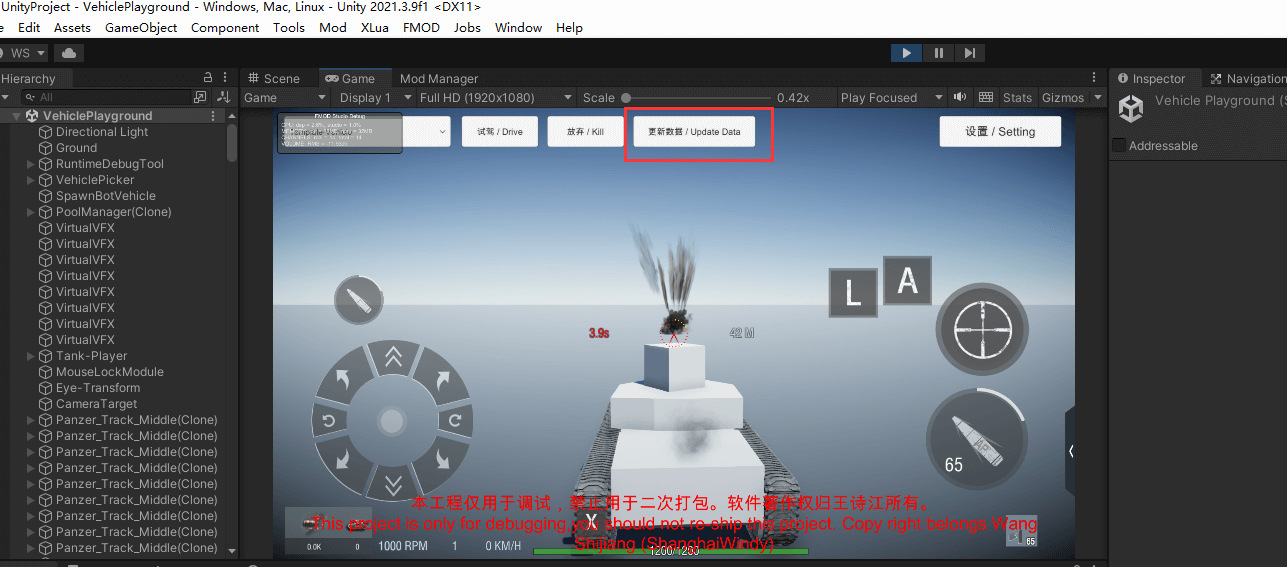 UnityProject - VehiclePlayground - Windows, Mac, Linux - Unity 2021.3.9f1 <DX11>
Edit Assets GameObject Component Tools Mod XLua FMOD Jobs Window Help
WS
Hierarchy
Scene Game Mod Manager
Inspector Navigation
All
Game Display 1 Full HD (1920x1080) Scale 0.42x Play Focused Stats Gizmos
Vehicle Playground (S
Addressable
VehiclePlayground
Directional Light
Ground
RuntimeDebugTool
VehiclePicker
SpawnBotVehicle
PoolManager(Clone)
VirtualVFX
VirtualVFX
VirtualVFX
VirtualVFX
VirtualVFX
VirtualVFX
VirtualVFX
VirtualVFX
Tank-Player
MouseLockModule
Eye-Transform
CameraTarget
Panzer_Track_Middle(Clone)
Panzer_Track_Middle(Clone)
Panzer_Track_Middle(Clone)
Panzer_Track_Middle(Clone)
Panzer_Track_Middle(Clone)
Panzer_Track_Middle(Clone)
Panzer_Track_Middle(Clone)
Panzer_Track_Middle(Clone)
Panzer_Track_Middle(Clone)
FMOD Studio Debug
试驾 / Drive
放弃 / Kill
更新数据 / Update Data
设置 / Setting
L A
3.9s 42 M
AP
65
本工程仅用于调试，禁止用于二次打包。软件著作权归王诗江所有。
This project is only for debugging,you should not re-ship this project. Copy right belongs Wang
Shijiang (ShanghaiWindy)
X
0.0K 0 1000 RPM 1 0 KM/H
1200/1250
65